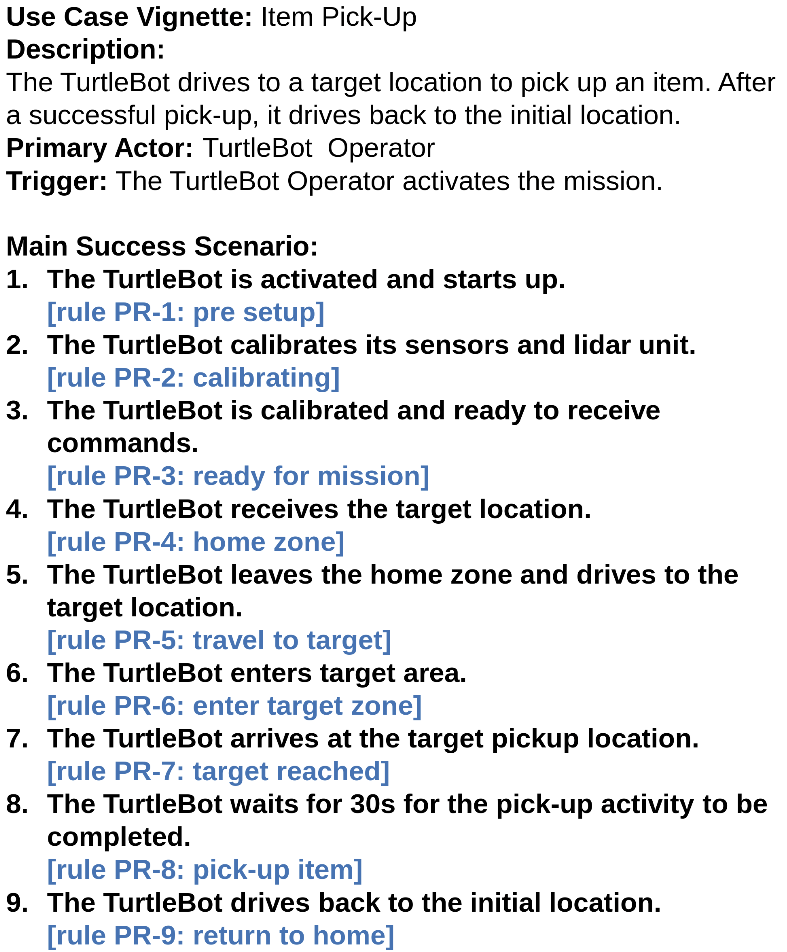 Use Case Vignette: Item Pick-Up
Description:
The TurtleBot drives to a target location to pick up an item. After
a successful pick-up, it drives back to the initial location.
Primary Actor: TurtleBot  Operator
Trigger: The TurtleBot Operator activates the mission.
Main Success Scenario:
1. The TurtleBot is activated and starts up.
[rule PR-1: pre setup]
2. The TurtleBot calibrates its sensors and lidar unit.
[rule PR-2: calibrating]
3. The TurtleBot is calibrated and ready to receive
commands.
[rule PR-3: ready for mission]
4. The TurtleBot receives the target location.
[rule PR-4: home zone]
5. The TurtleBot leaves the home zone and drives to the
target location.
[rule PR-5: travel to target]
6. The TurtleBot enters target area.
[rule PR-6: enter target zone]
7. The TurtleBot arrives at the target pickup location.
[rule PR-7: target reached]
8. The TurtleBot waits for 30s for the pick-up activity to be
completed.
[rule PR-8: pick-up item]
9. The TurtleBot drives back to the initial location.
[rule PR-9: return to home]